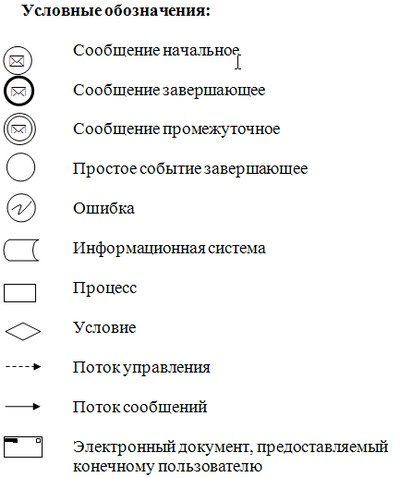 Условные обозначения:
Сообщение начальное
Сообщение завершающее
Сообщение промежуточное
Простое событие завершающее
Ошибка
Информационная система
Процесс
Условие
Поток управления
Поток сообщений
Электронный документ, предоставляемый
конечному пользователю